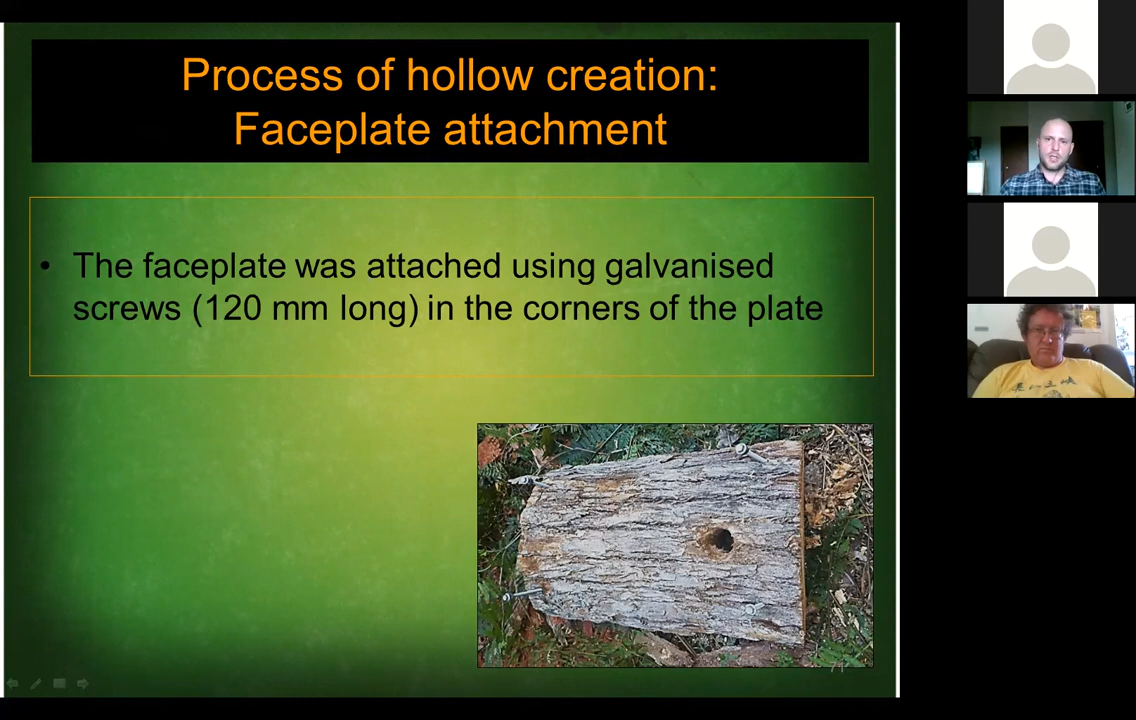 Process of hollow creation:
Faceplate attachment
• The faceplate was attached using galvanised
screws (120 mm long) in the corners of the plate